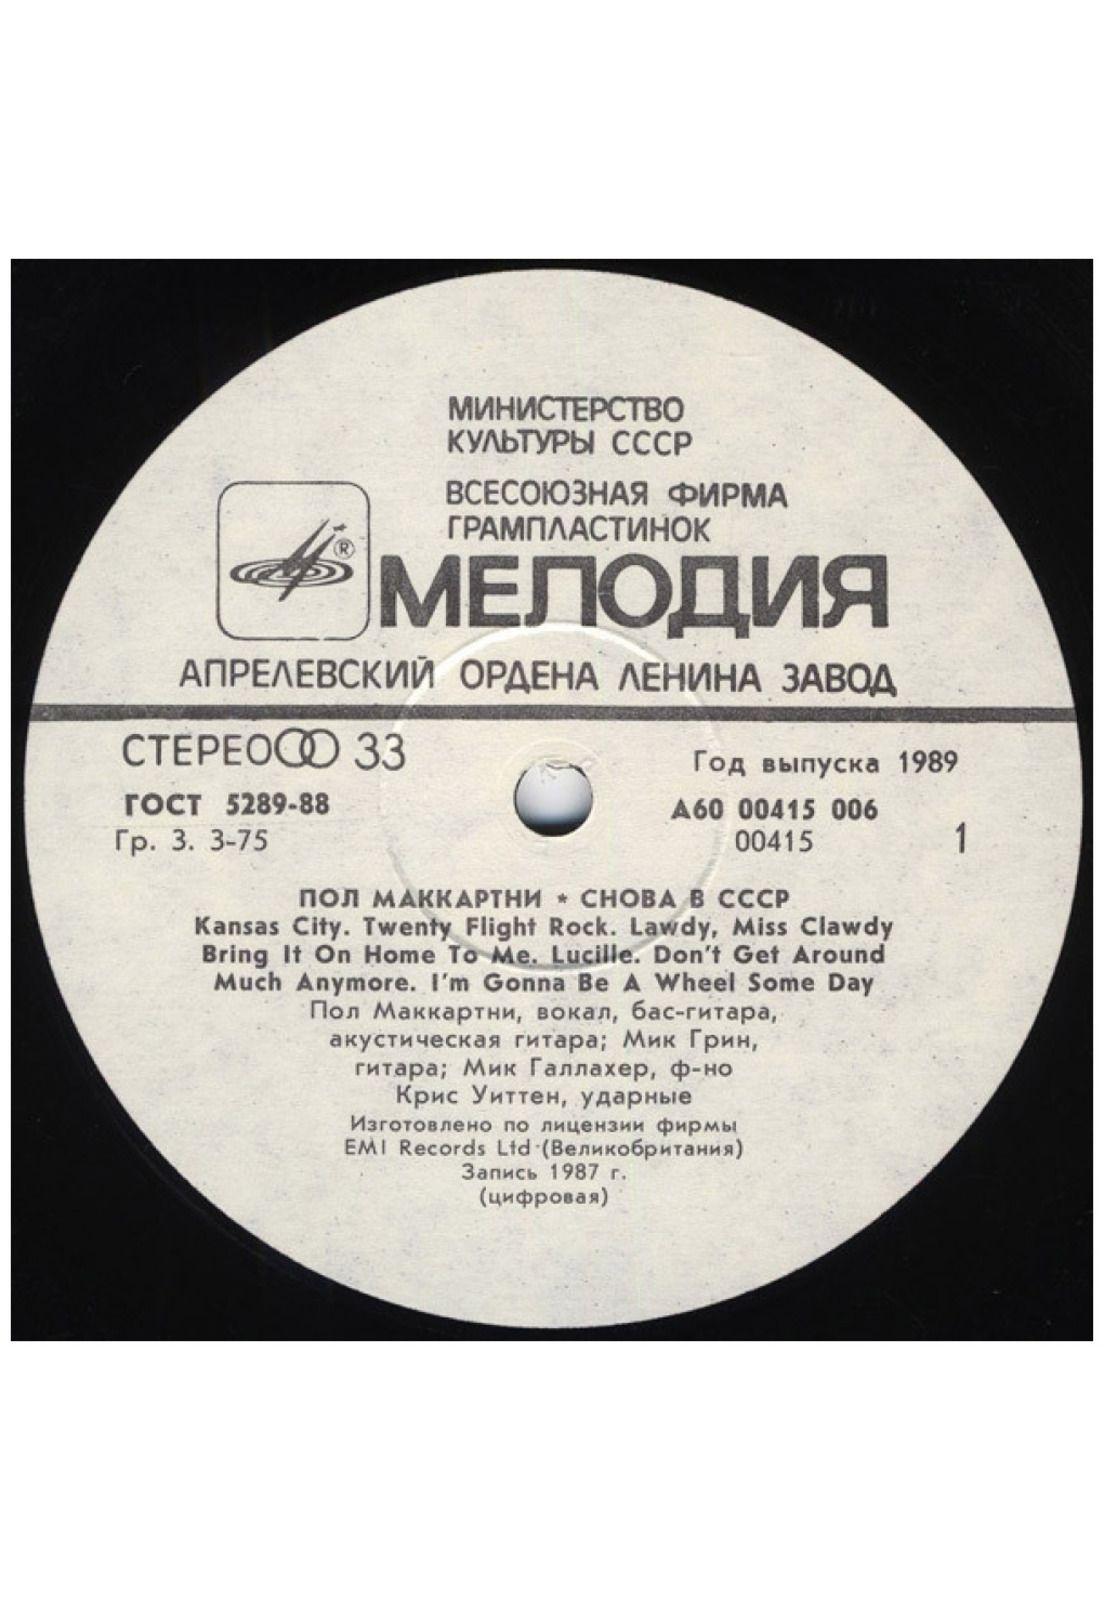 МИНИСТЕРСТВО
КУЛЬТУРЫ СССР
ВСЕСОЮЗНАЯ ФИРМА
ГРАМПЛАСТИНОК
®
МЕЛОДИЯ
АПРЕЛЕВСКИЙ ОРДЕНА ЛЕНИНА ЗАВОД
СТЕРЕО 33
ГОСТ 5289-88
Гр. 3. 3-75
Год выпуска 1989
А60 00415 006
00415 1
ПОЛ МАККАРТНИ * СНОВА В СССР
Kansas City. Twenty Flight Rock. Lawdy, Miss Clawdy
Bring It On Home To Me. Lucille. Don't Get Around
Much Anymore. I'm Gonna Be A Wheel Some Day
Пол Маккартни, вокал, бас-гитара,
акустическая гитара; Мик Грин,
гитара; Мик Галлахер, ф-но
Крис Уиттен, ударные
Изготовлено по лицензии фирмы
EMI Records Ltd (Великобритания)
Запись 1987 г.
(цифровая)